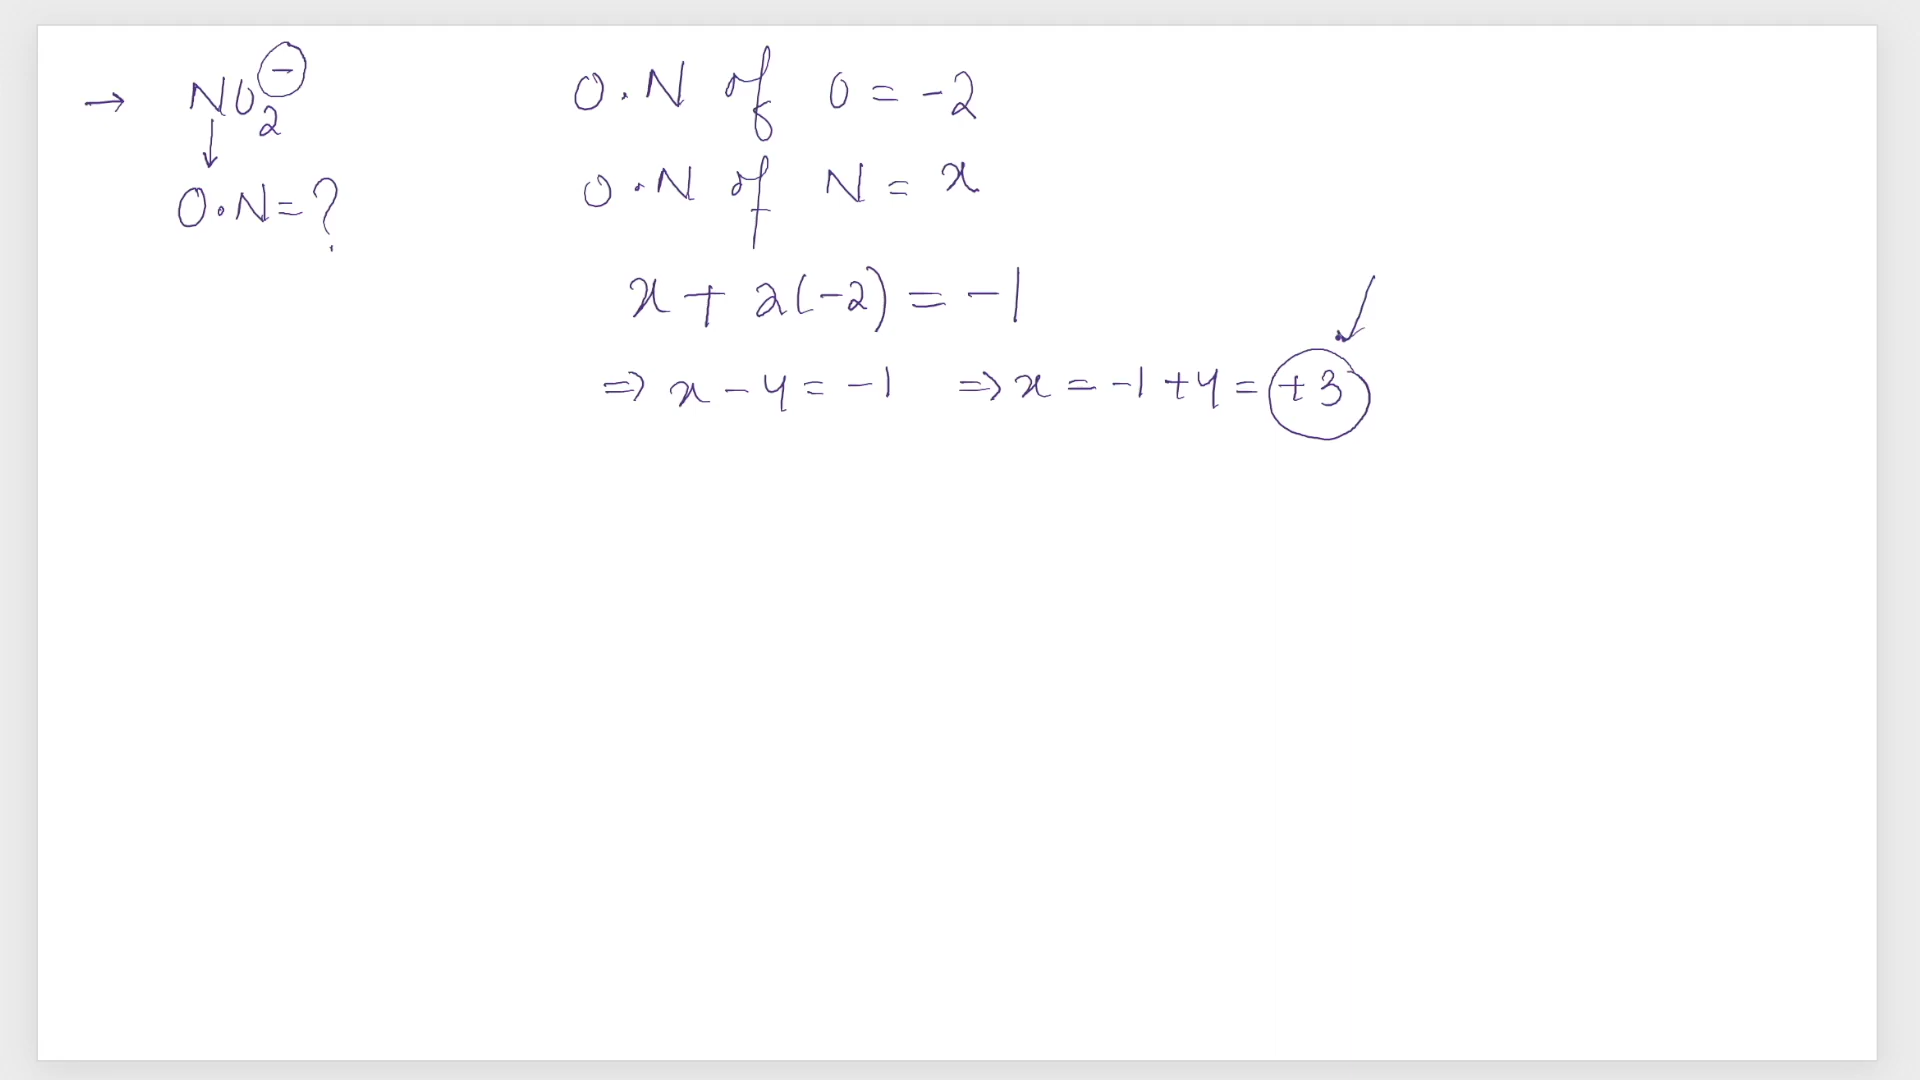 → NO₂⁻
↓
O.N=?
O.N of O = -2
O.N of N = x
x + 2(-2) = -1
⇒ x - 4 = -1 ⇒ x = -1 + 4 = +3